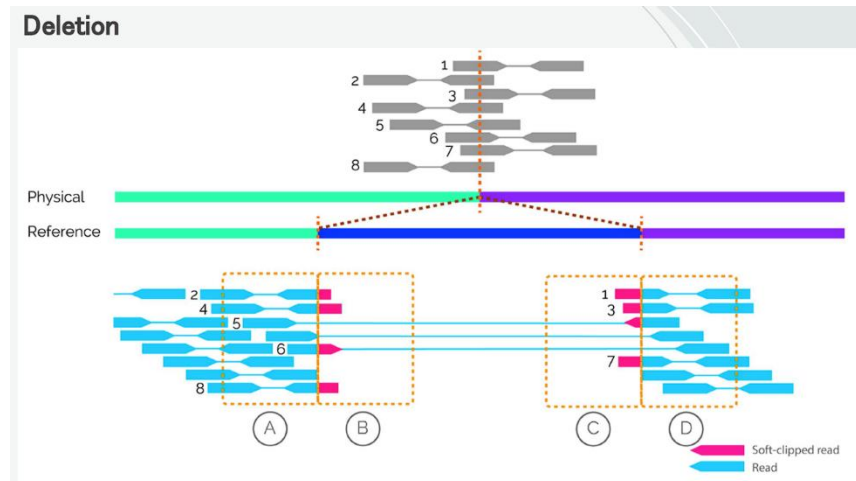 Deletion
1
2
3
4
5
6
7
8
Physical
Reference
2
1
4
3
5
6
7
8
A
B
C
D
Soft-clipped read
Read